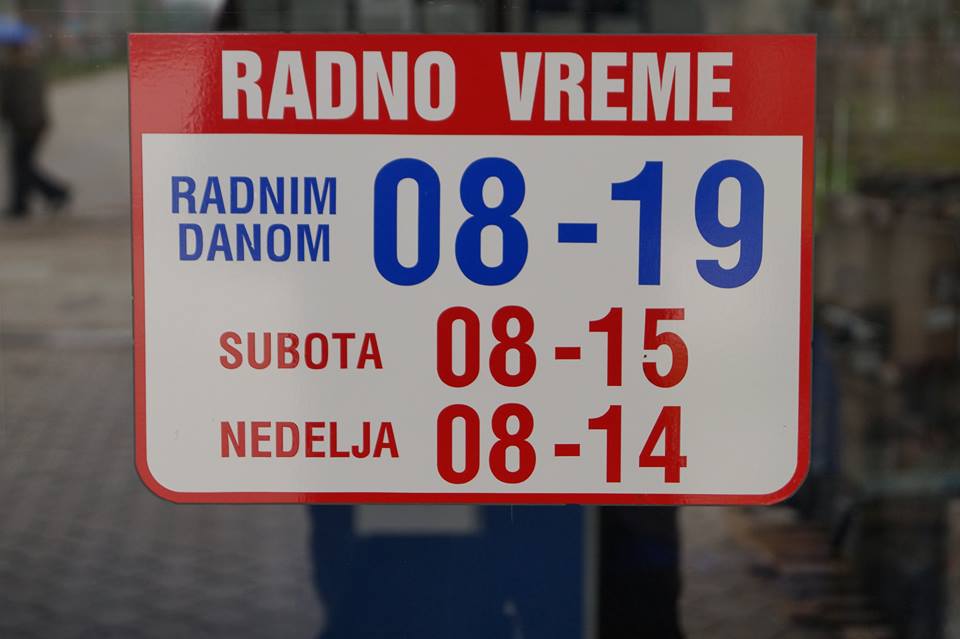 RADNO VREME
RADNIM DANOM 08-19
SUBOTA 08-15
NEDELJA 08-14